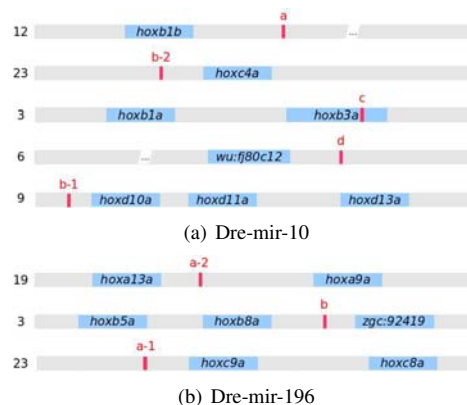 a
12 hoxb1b ...
b-2
23 hoxc4a
c
3 hoxb1a hoxb3a
d
6 ... wu:fj80c12
b-1
9 hoxd10a hoxd11a hoxd13a
(a) Dre-mir-10
a-2
19 hoxa13a hoxa9a
b
3 hoxb5a hoxb8a zgc:92419
a-1
23 hoxc9a hoxc8a
(b) Dre-mir-196